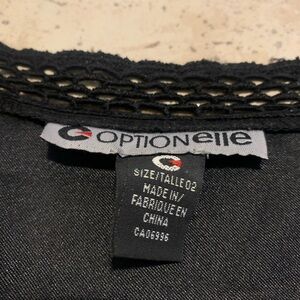 OPTIONelle
SIZE/TALLE 02
MADE IN/
FABRIQUE EN
CHINA
CA06996